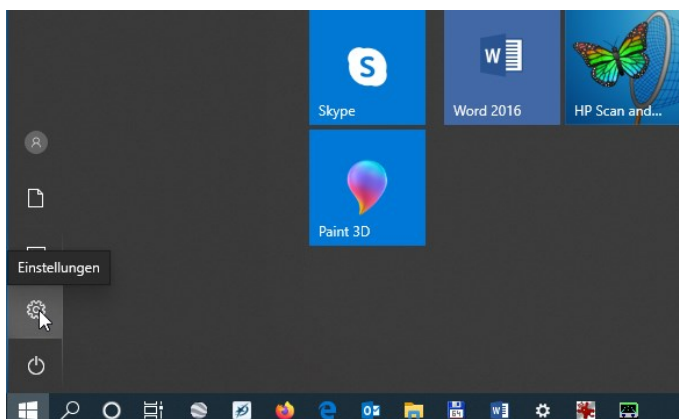 Skype
Word 2016
HP Scan and...
Paint 3D
Einstellungen